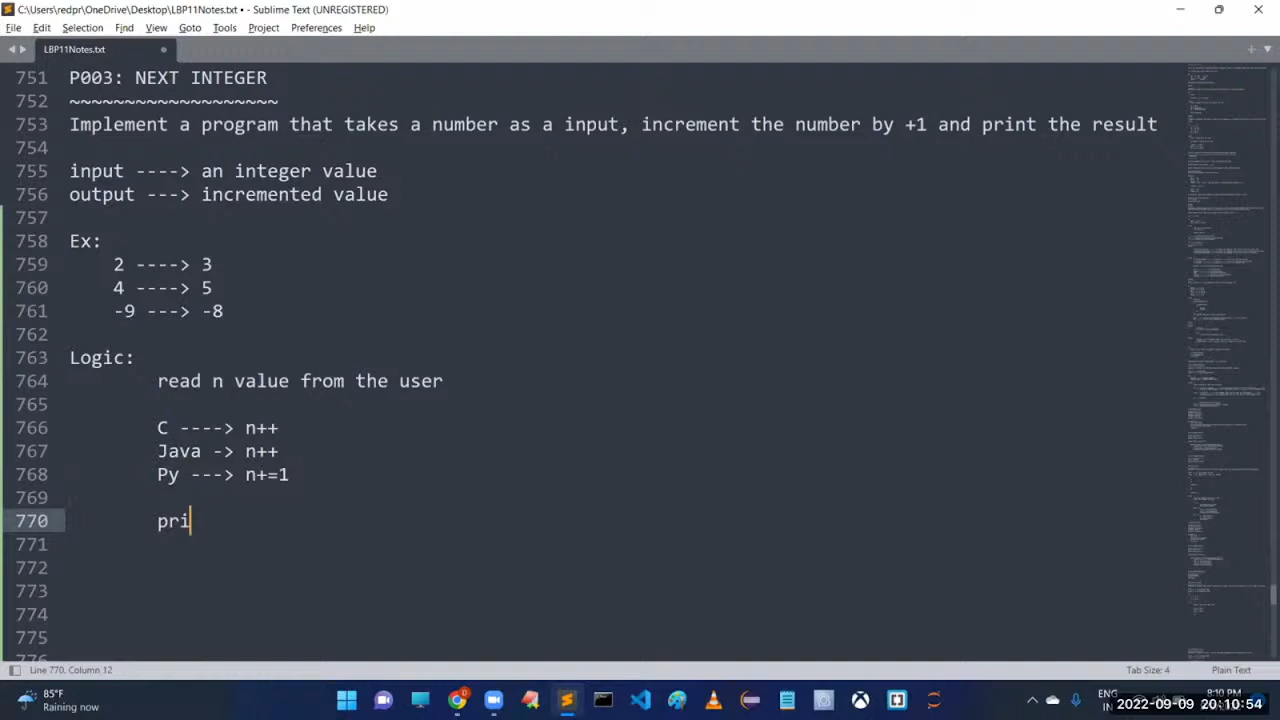 C:\Users\redpr\OneDrive\Desktop\LBP11Notes.txt • - Sublime Text (UNREGISTERED)
File Edit Selection Find View Goto Tools Project Preferences Help
LBP11Notes.txt
751 P003: NEXT INTEGER
752 ~~~~~~~~~~~~~~~~~~~
753 Implement a program that takes a number as a input, increment the number by +1 and print the result
754
755 input ----> an integer value
756 output ---> incremented value
757
758 Ex:
759 2 ----> 3
760 4 ----> 5
761 -9 ---> -8
762
763 Logic:
764 read n value from the user
765
766 C ----> n++
767 Java -> n++
768 Py ---> n+=1
769
770 pri
771
772
773
774
775
776
Line 770, Column 12 Tab Size: 4 Plain Text
85°F
Raining now
ENG
IN
8:10 PM
2022-09-09 20:10:54